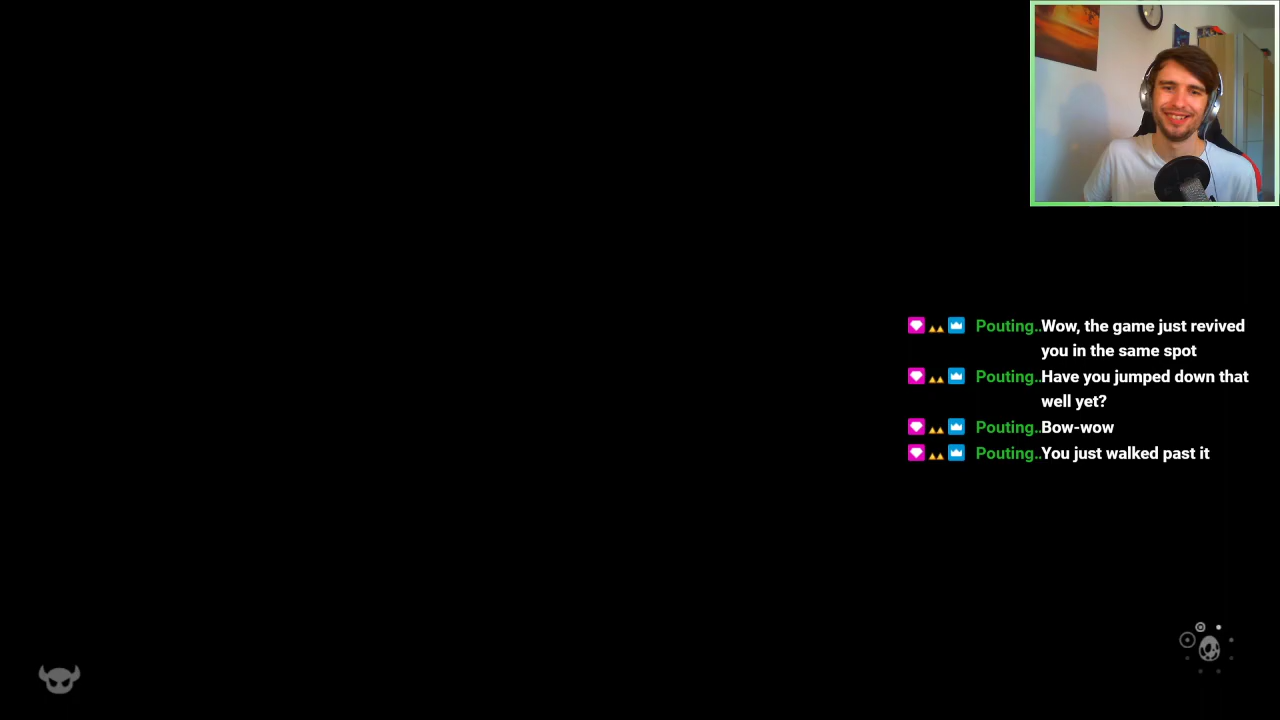 Pouting..Wow, the game just revived
you in the same spot
Pouting..Have you jumped down that
well yet?
Pouting..Bow-wow
Pouting..You just walked past it